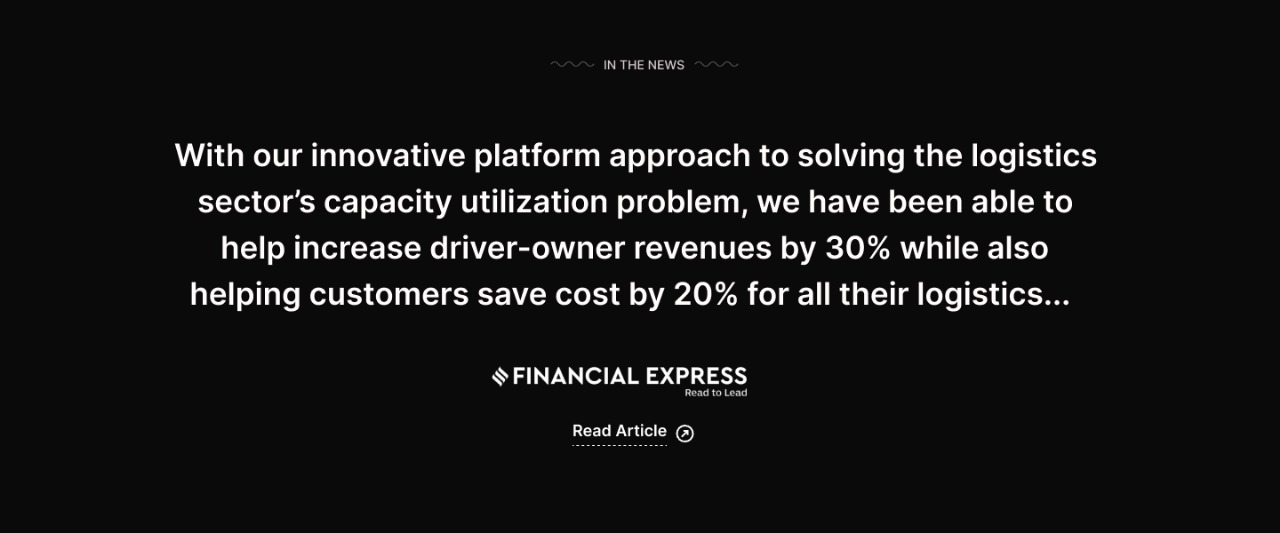 IN THE NEWS
With our innovative platform approach to solving the logistics
sector’s capacity utilization problem, we have been able to
help increase driver-owner revenues by 30% while also
helping customers save cost by 20% for all their logistics...
FINANCIAL EXPRESS
Read to Lead
Read Article